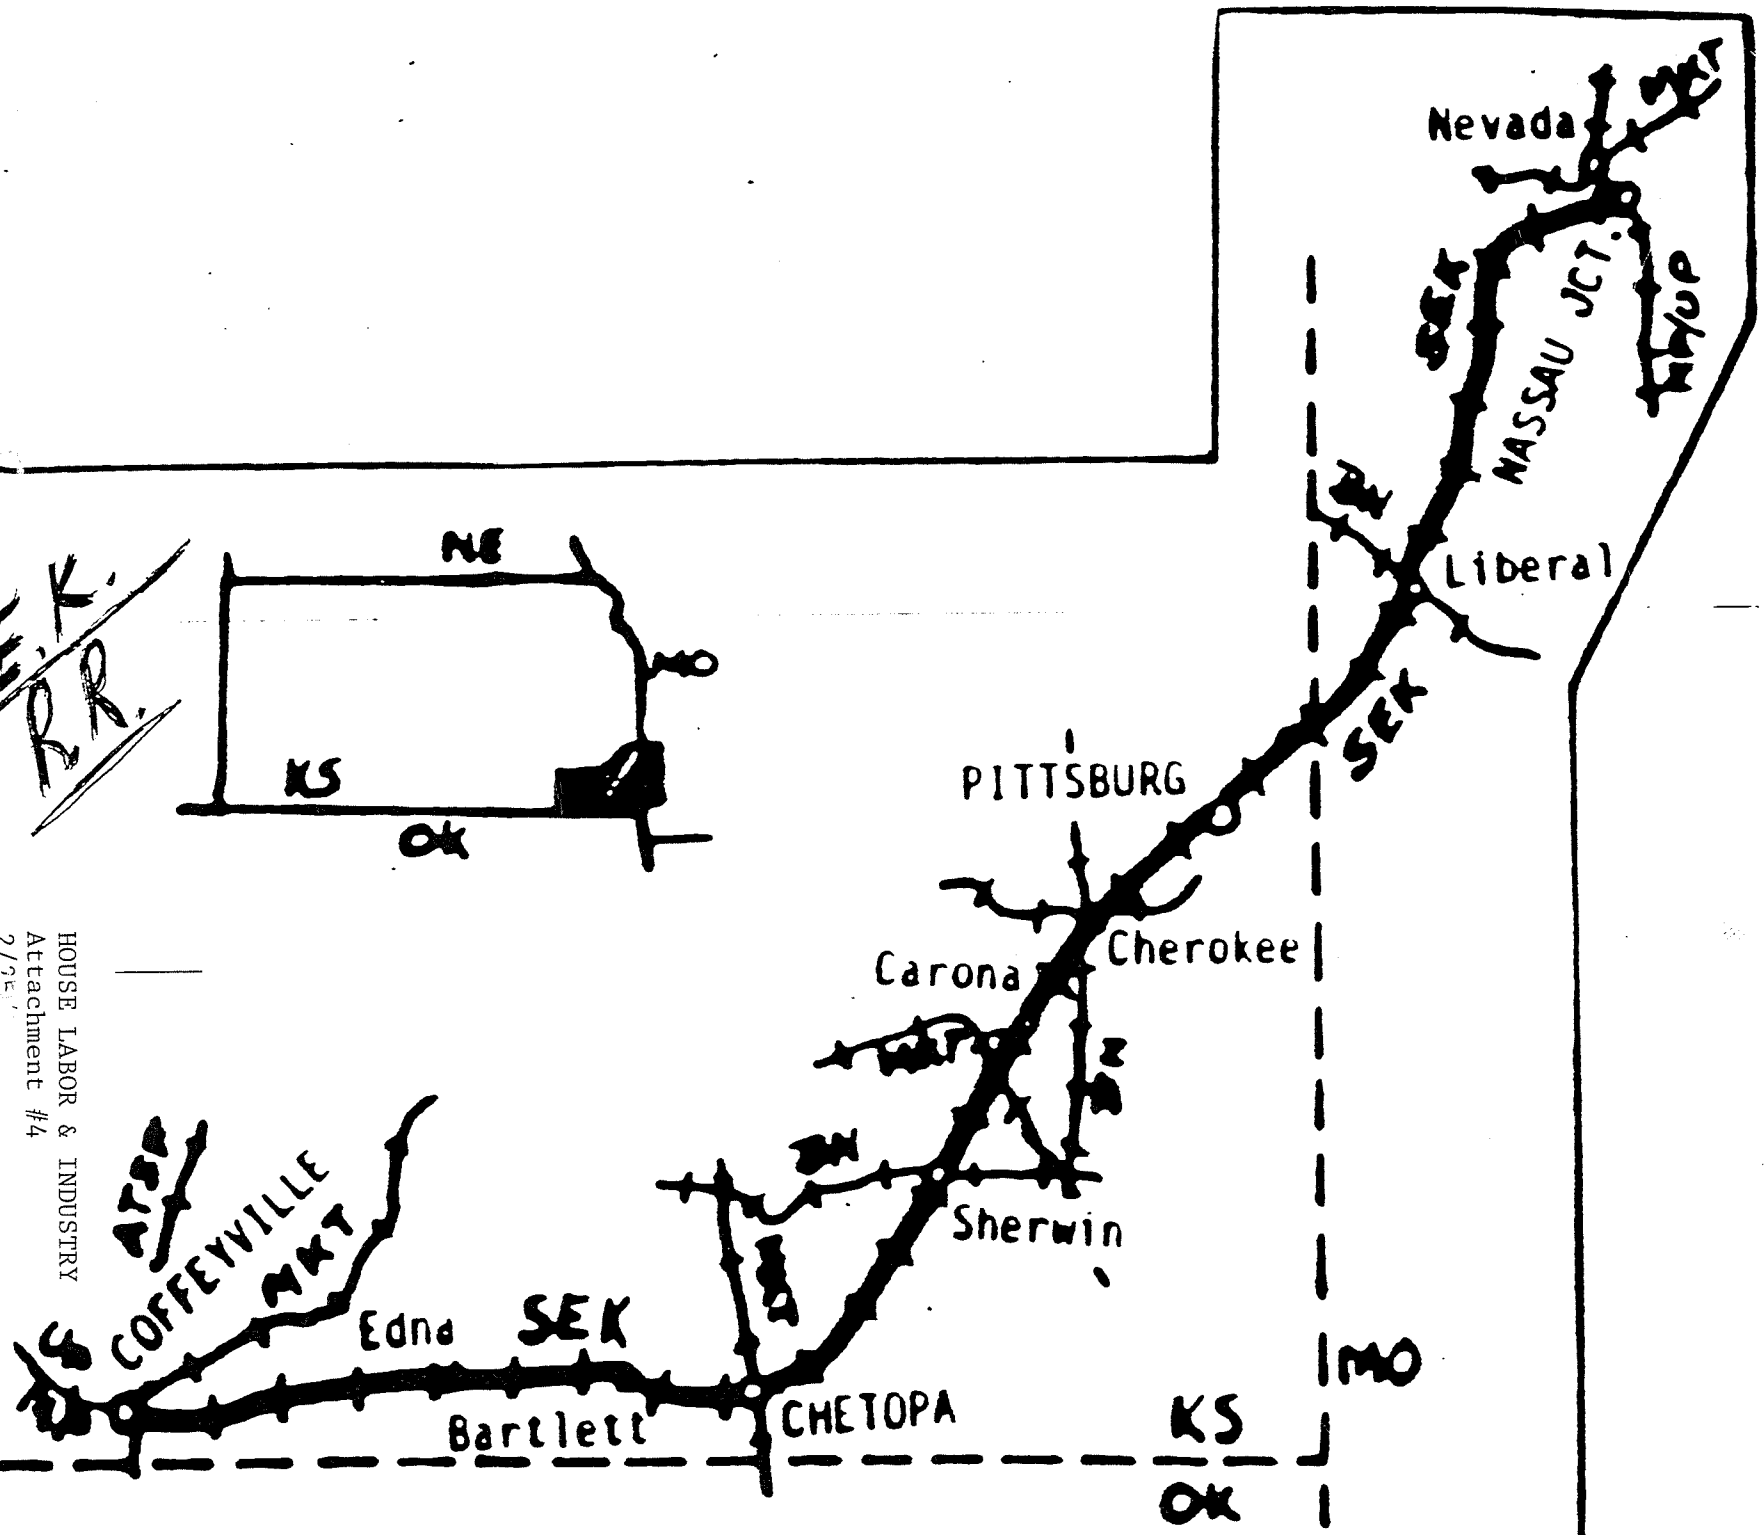 MKT
Nevada
SEK
NASSAU JCT.
MP/UP
Liberal
NE
K.
E.
RR.
MO
KS
OK
SEK
PITTSBURG
Cherokee
Carona
BN
BN
Sherwin
HOUSE LABOR & INDUSTRY
Attachment #4
ATSF
COFFEYVILLE
MKT
Edna
SEK
Bartlett
CHETOPA
MO
KS
OK